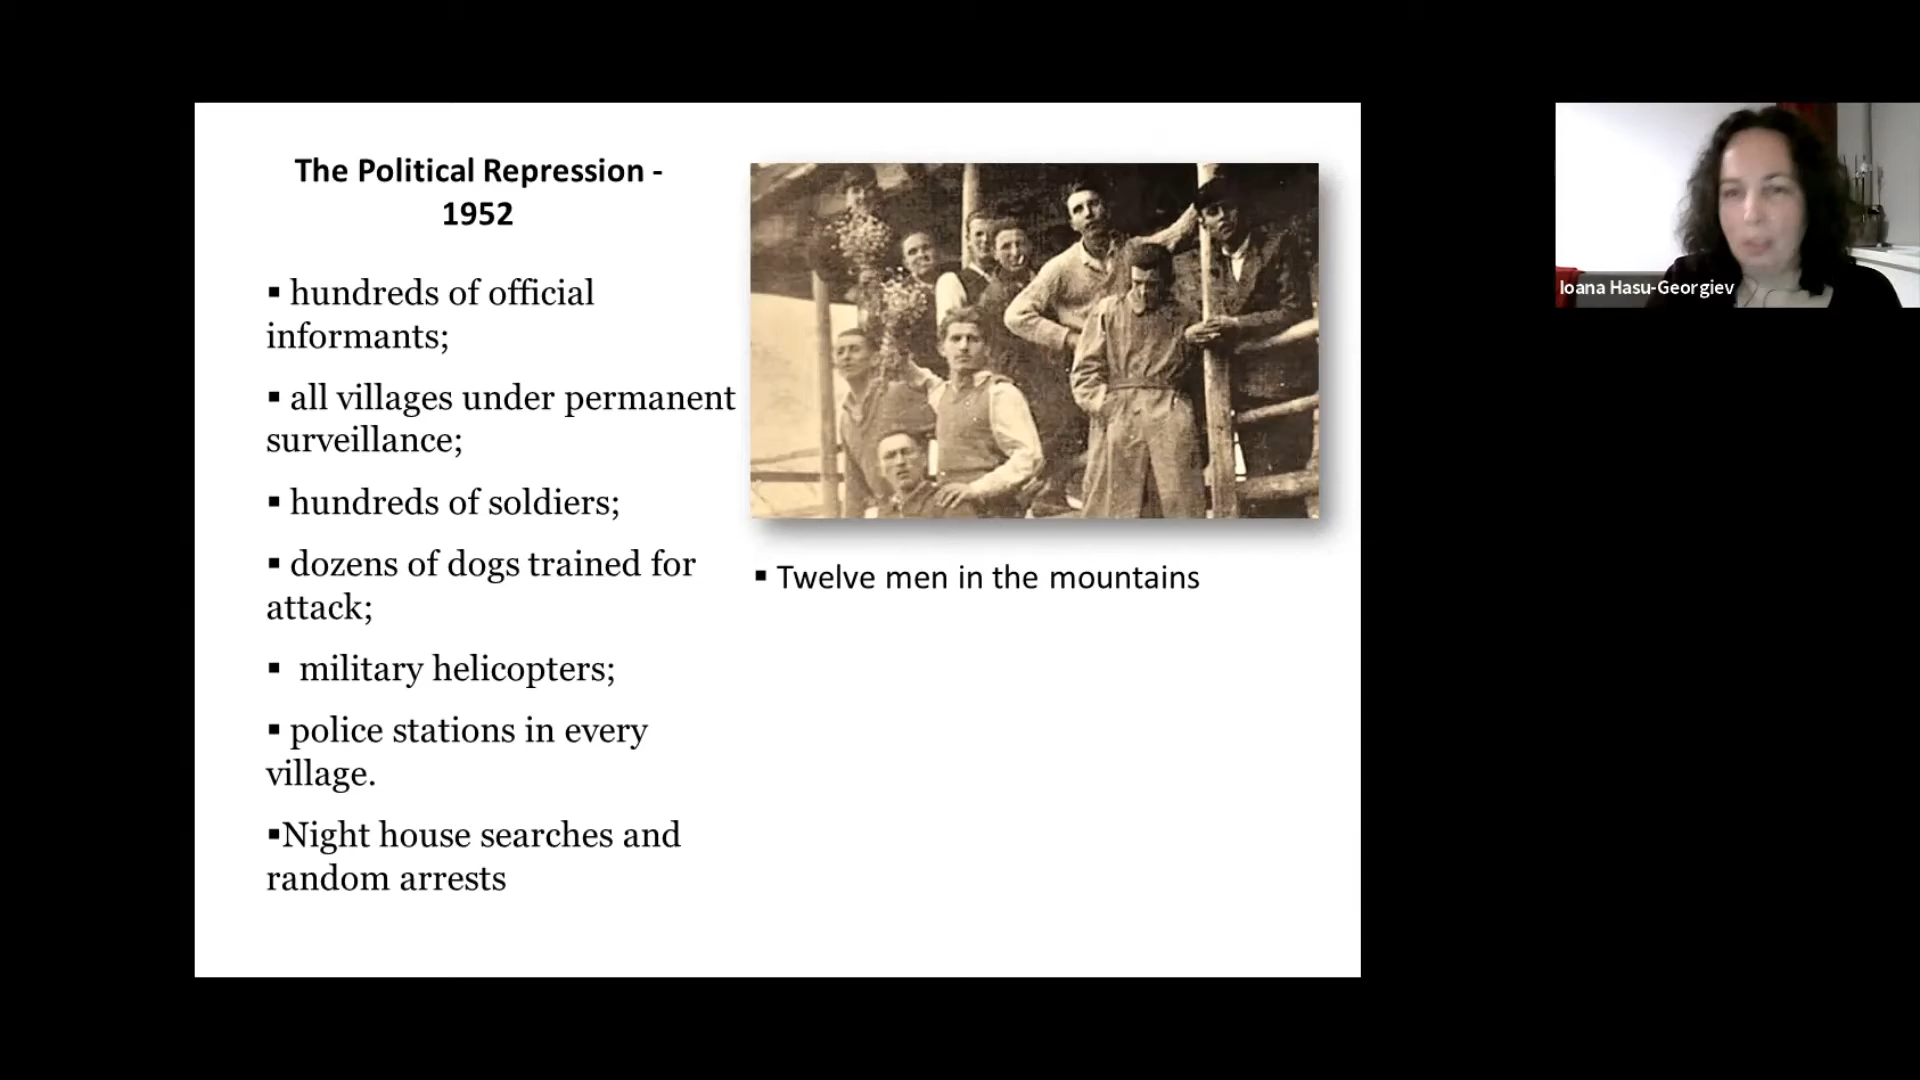 The Political Repression -
1952
▪ hundreds of official
informants;
▪ all villages under permanent
surveillance;
▪ hundreds of soldiers;
▪ dozens of dogs trained for
attack;
▪ military helicopters;
▪ police stations in every
village.
▪Night house searches and
random arrests
▪ Twelve men in the mountains
Ioana Hasu-Georgiev